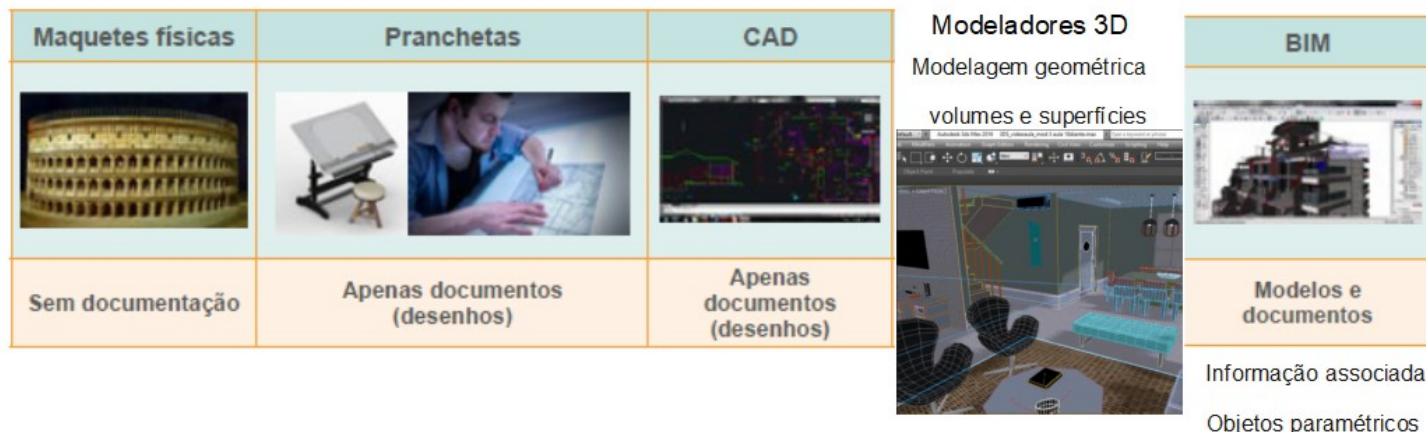 Maquetes físicas
Pranchetas
CAD
Modeladores 3D
Modelagem geométrica
volumes e superfícies
BIM
Sem documentação
Apenas documentos
(desenhos)
Apenas
documentos
(desenhos)
Modelos e
documentos
Informação associada
Objetos paramétricos